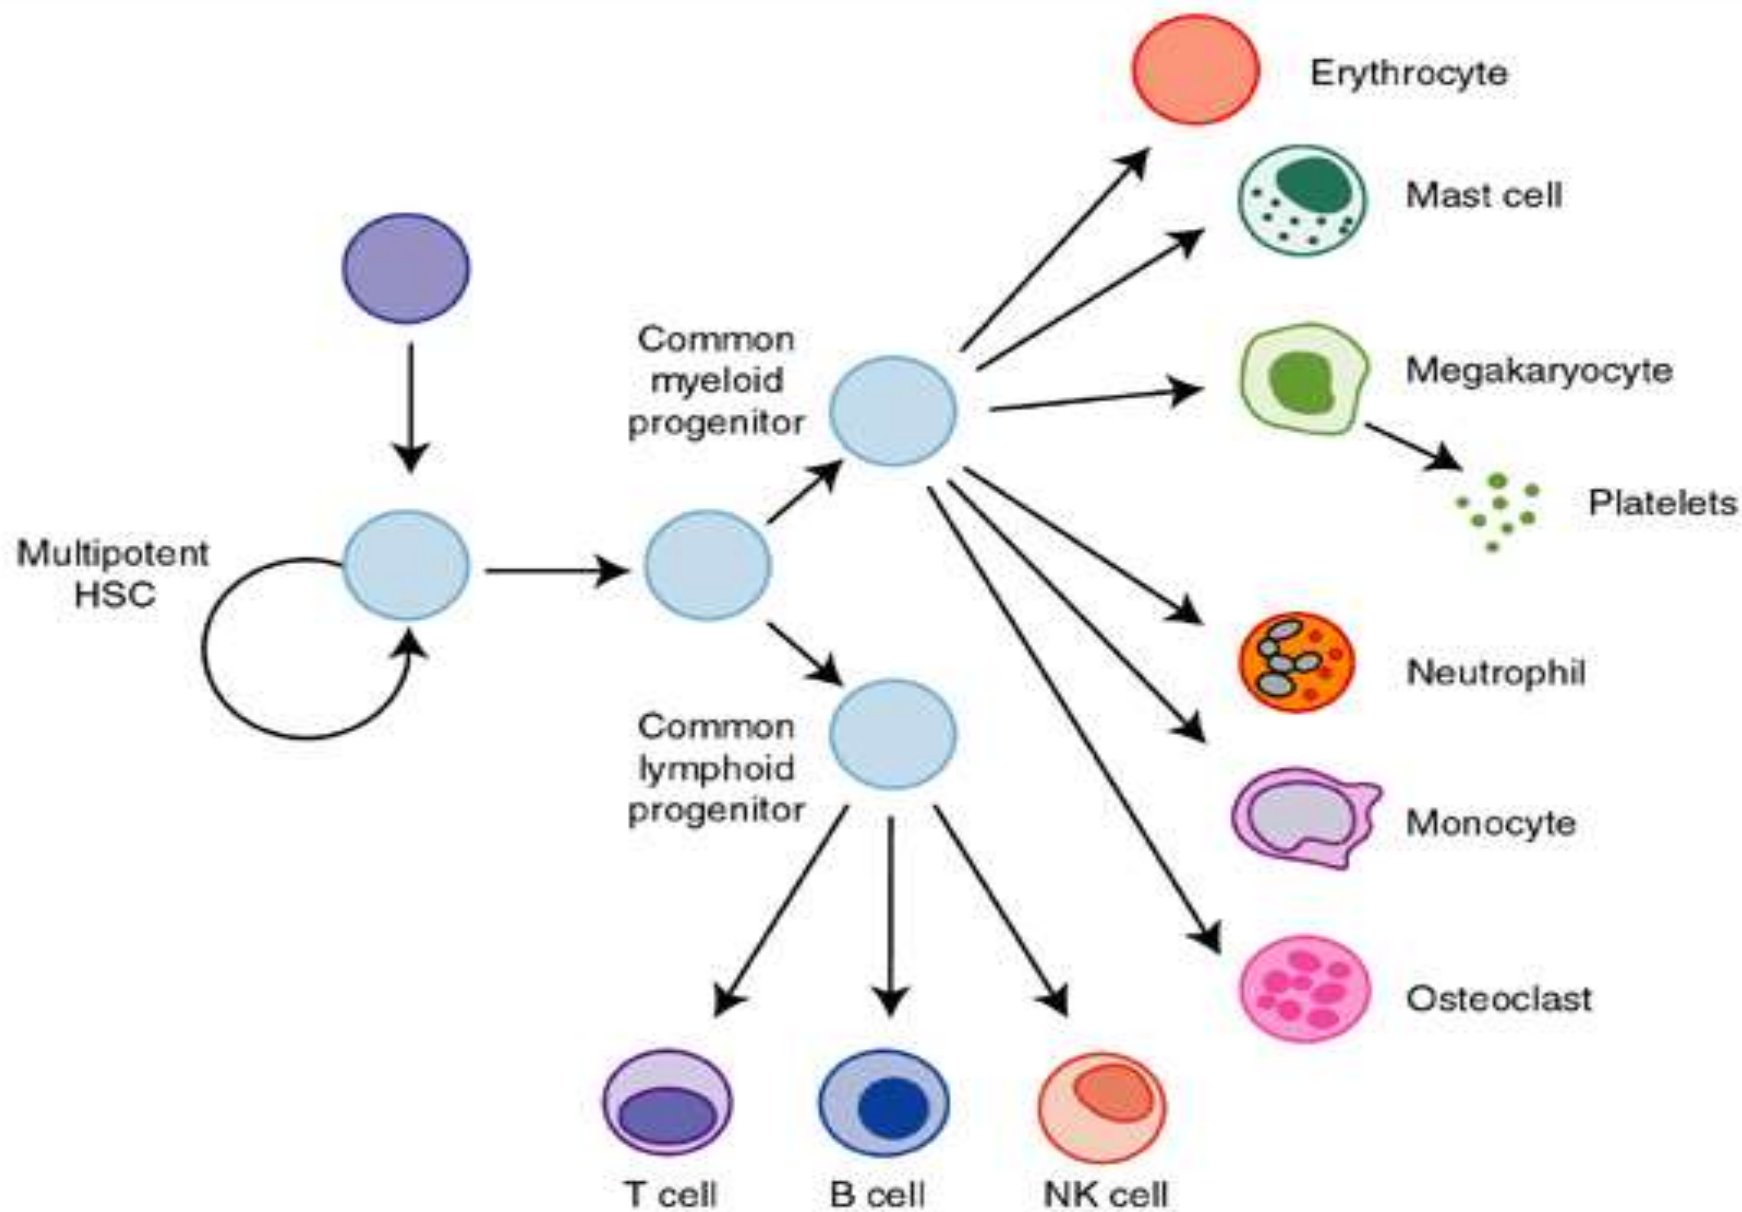 Erythrocyte
Mast cell
Common
myeloid
progenitor
Megakaryocyte
Platelets
Multipotent
HSC
Neutrophil
Common
lymphoid
progenitor
Monocyte
Osteoclast
T cell
B cell
NK cell